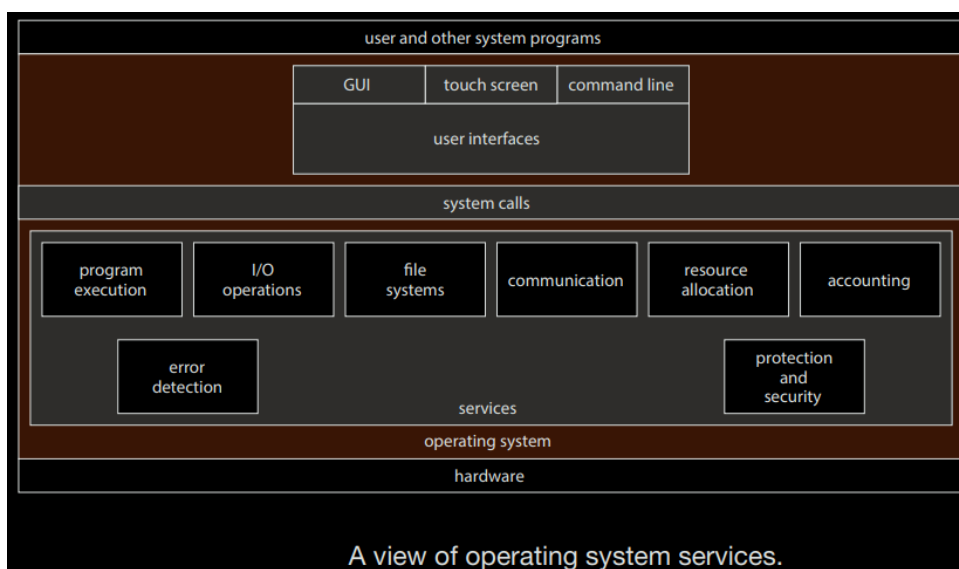 user and other system programs
GUI touch screen command line
user interfaces
system calls
program execution
I/O operations
file systems
communication
resource allocation
accounting
error detection
protection and security
services
operating system
hardware
A view of operating system services.